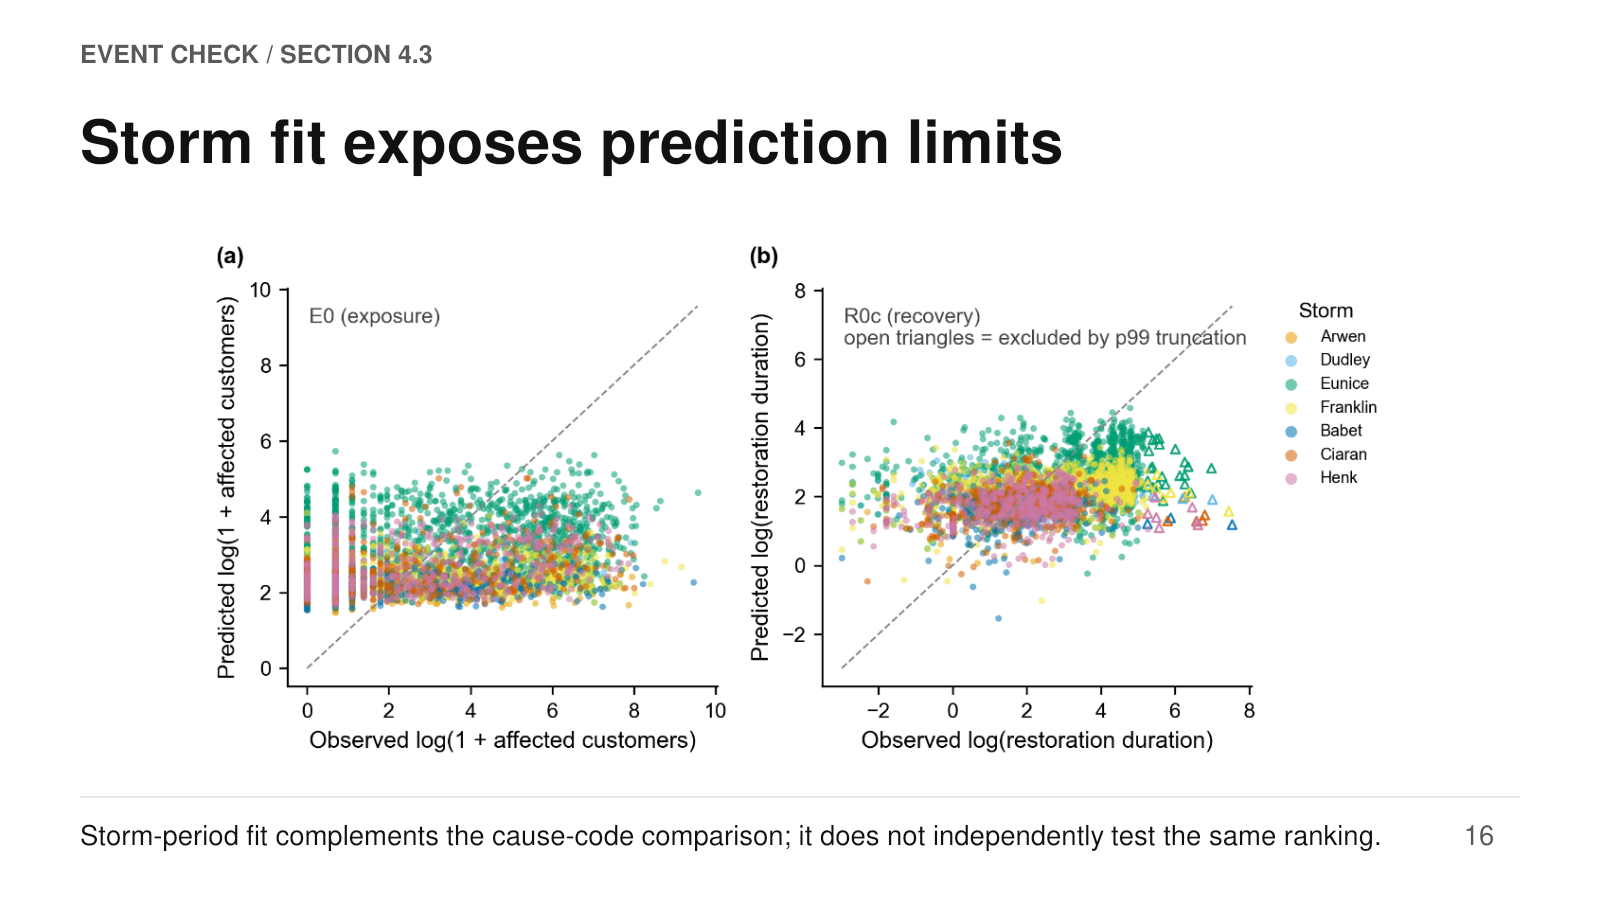 EVENT CHECK / SECTION 4.3
Storm fit exposes prediction limits
(a)
E0 (exposure)
Predicted log(1 + affected customers)
10
8
6
4
2
0
0 2 4 6 8 10
Observed log(1 + affected customers)
(b)
R0c (recovery)
open triangles = excluded by p99 truncation
Predicted log(restoration duration)
8
6
4
2
0
−2
−2 0 2 4 6 8
Observed log(restoration duration)
Storm
Arwen
Dudley
Eunice
Franklin
Babet
Ciaran
Henk
Storm-period fit complements the cause-code comparison; it does not independently test the same ranking.
16